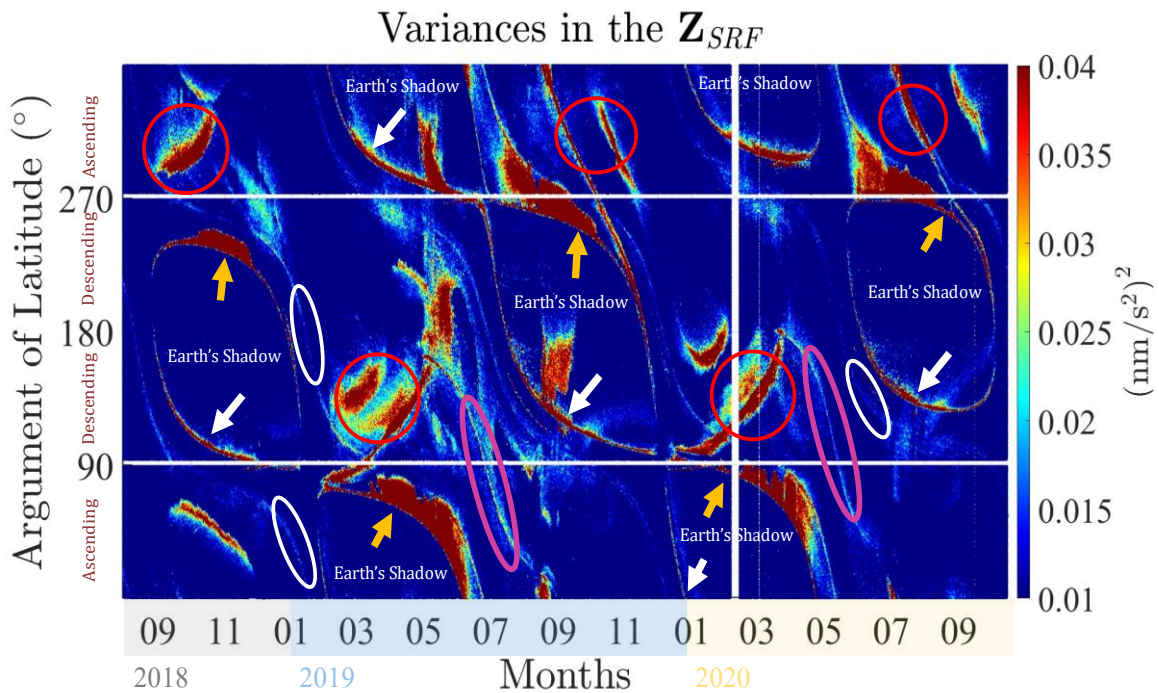 Variances in the Z_SRF
Earth's Shadow
Earth's Shadow
Earth's Shadow
Earth's Shadow
Earth's Shadow
Earth's Shadow
Earth's Shadow
Argument of Latitude (°)
Ascending
Descending
Descending
Ascending
270
180
90
0.04
0.035
0.03
0.025
0.02
0.015
0.01
(nm/s²)²
09 11 01 03 05 07 09 11 01 03 05 07 09
2018 2019 Months 2020